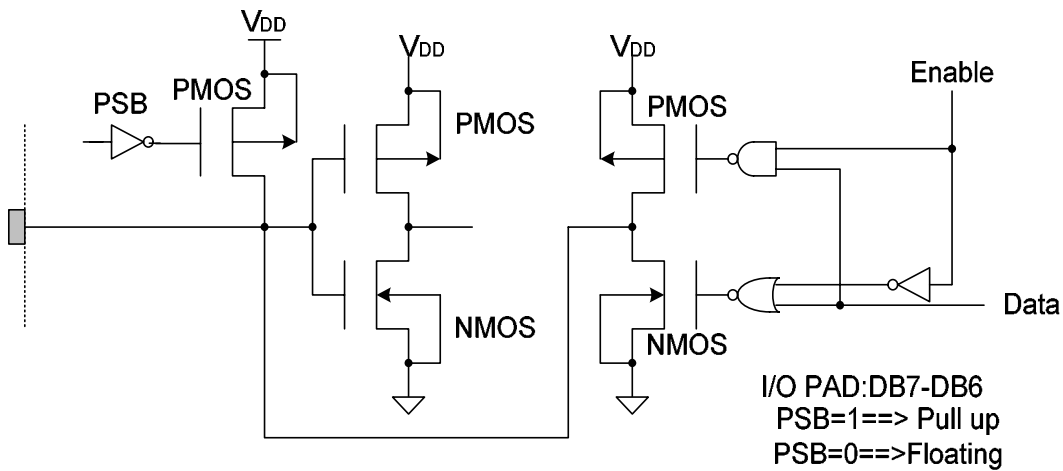 VDD
VDD
VDD
Enable
PSB
PMOS
PMOS
PMOS
NMOS
NMOS
Data
I/O PAD:DB7-DB6
PSB=1==> Pull up
PSB=0==>Floating